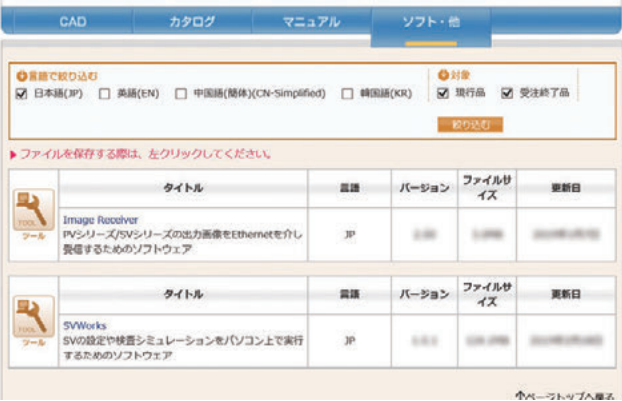 CAD カタログ マニュアル ソフト・他
言語で絞り込む 対象
日本語(JP) 英語(EN) 中国語(簡体)(CN-Simplified) 韓国語(KR) 現行品 受注終了品
絞り込む
ファイルを保存する際は、左クリックしてください。
タイトル 言語 バージョン ファイルサ
イズ 更新日
TOOL
ツール
Image Receiver
PVシリーズ/SVシリーズの出力画像をEthernetを介し
受信するためのソフトウェア
JP
タイトル 言語 バージョン ファイルサ
イズ 更新日
TOOL
ツール
SVWorks
SVの設定や検査シミュレーションをパソコン上で実行
するためのソフトウェア
JP
↑ページトップへ戻る